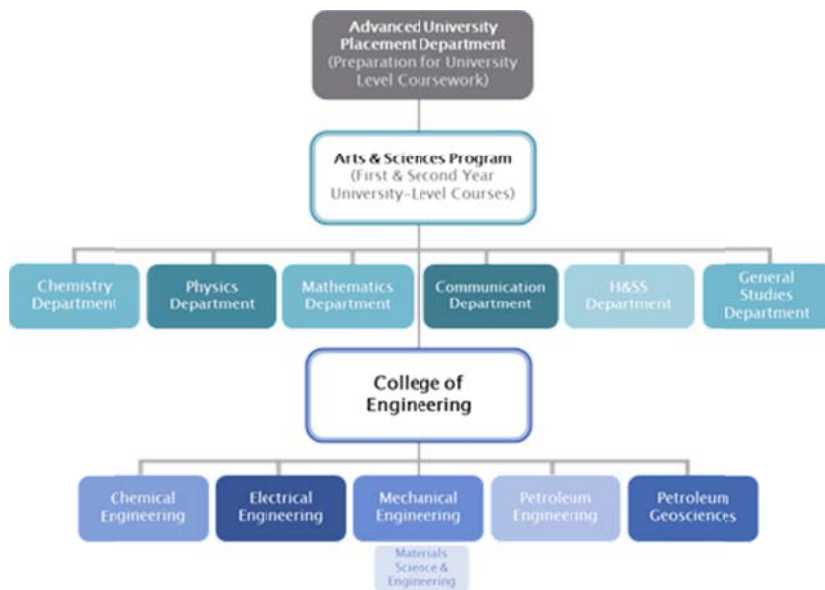 Advanced University
Placement Department
(Preparation for University
Level Coursework)
Arts & Sciences Program
(First & Second Year
University-Level Courses)
Chemistry
Department
Physics
Department
Mathematics
Department
Communication
Department
H&SS
Department
General
Studies
Department
College of
Engineering
Chemical
Engineering
Electrical
Engineering
Mechanical
Engineering
Petroleum
Engineering
Petroleum
Geosciences
Materials
Science &
Engineering